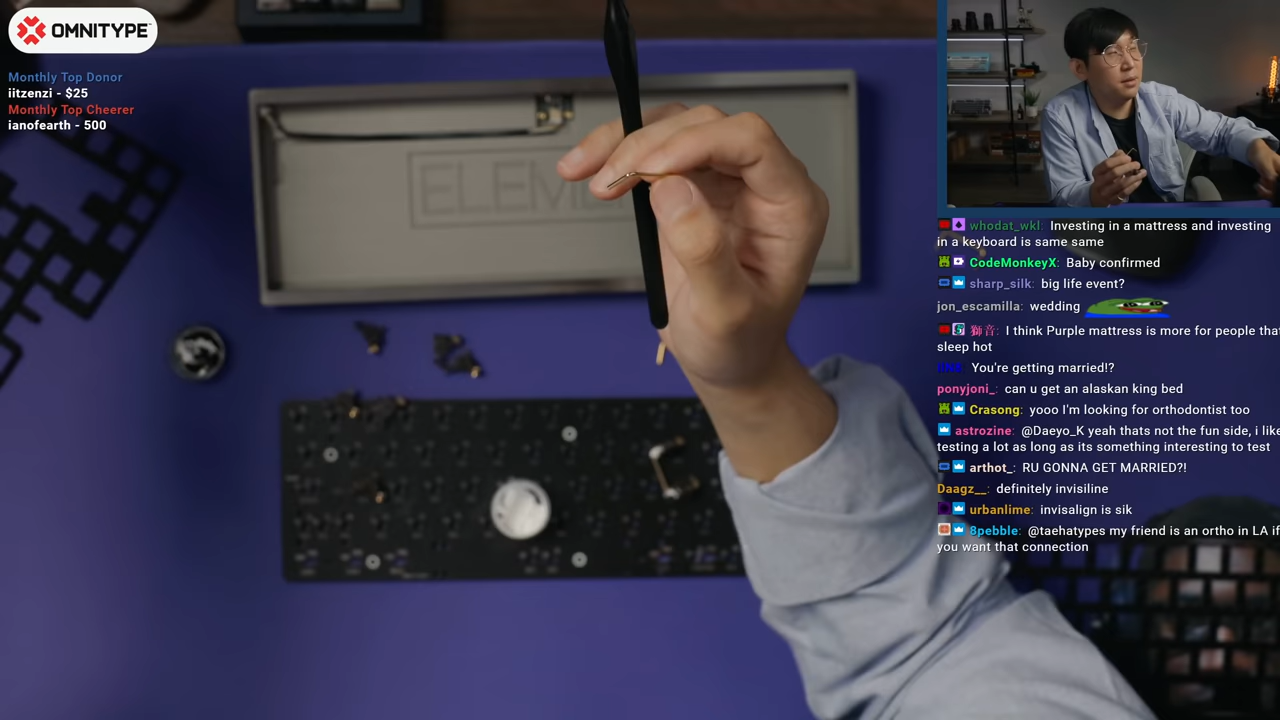 OMNITYPE
Monthly Top Donor
iitzenzi - $25
Monthly Top Cheerer
ianofearth - 500
ELEM
whodat_wkl: Investing in a mattress and investing
in a keyboard is same same
CodeMonkeyX: Baby confirmed
sharp_silk: big life event?
jon_escamilla: wedding
獅音: I think Purple mattress is more for people that
sleep hot
You're getting married!?
ponyjoni_: can u get an alaskan king bed
Crasong: yooo I'm looking for orthodontist too
astrozine: @Daeyo_K yeah thats not the fun side, i like
testing a lot as long as its something interesting to test
arthot_: RU GONNA GET MARRIED?!
Daagz__: definitely invisiline
urbanlime: invisalign is sik
8pebble: @taehatypes my friend is an ortho in LA if
you want that connection